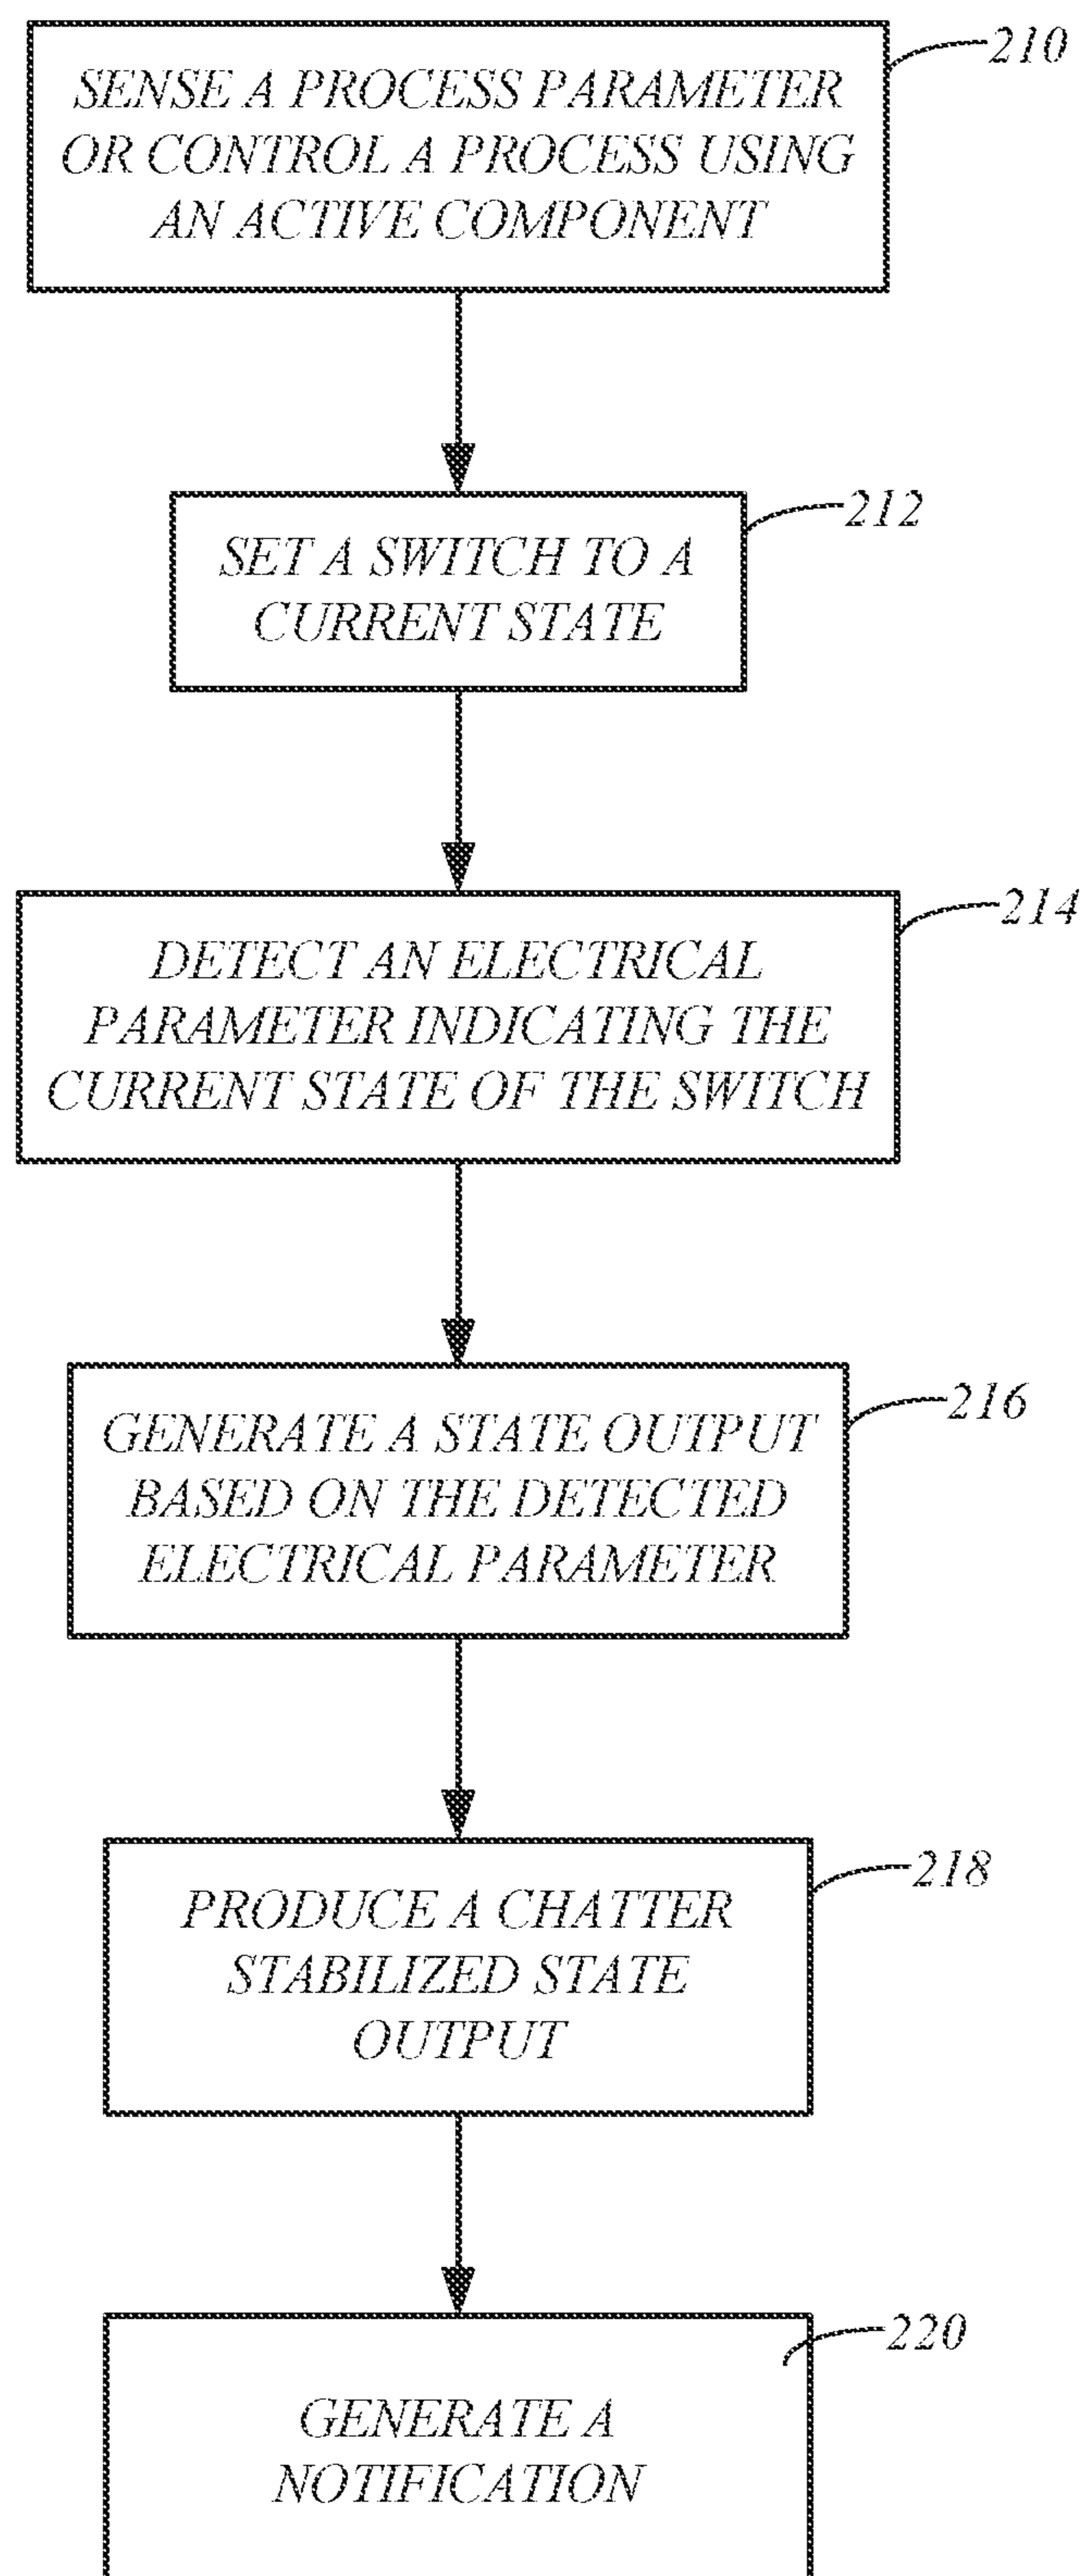 210
SENSE A PROCESS PARAMETER
OR CONTROL A PROCESS USING
AN ACTIVE COMPONENT
212
SET A SWITCH TO A
CURRENT STATE
214
DETECT AN ELECTRICAL
PARAMETER INDICATING THE
CURRENT STATE OF THE SWITCH
216
GENERATE A STATE OUTPUT
BASED ON THE DETECTED
ELECTRICAL PARAMETER
218
PRODUCE A CHATTER
STABILIZED STATE
OUTPUT
220
GENERATE A
NOTIFICATION